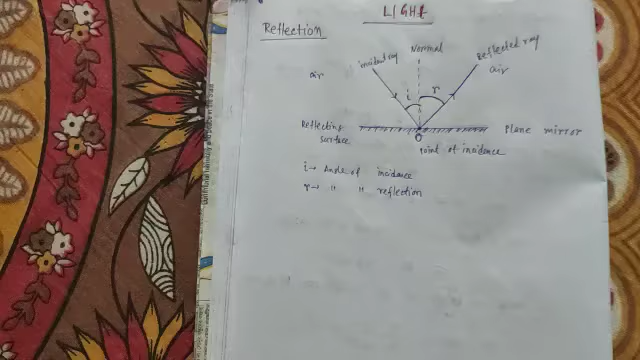 LIGHT
Reflection
incident ray
Normal
Reflected ray
air
air
i
r
Reflecting surface
Plane mirror
O
point of incidence
i → Angle of incidence
r → " " reflection